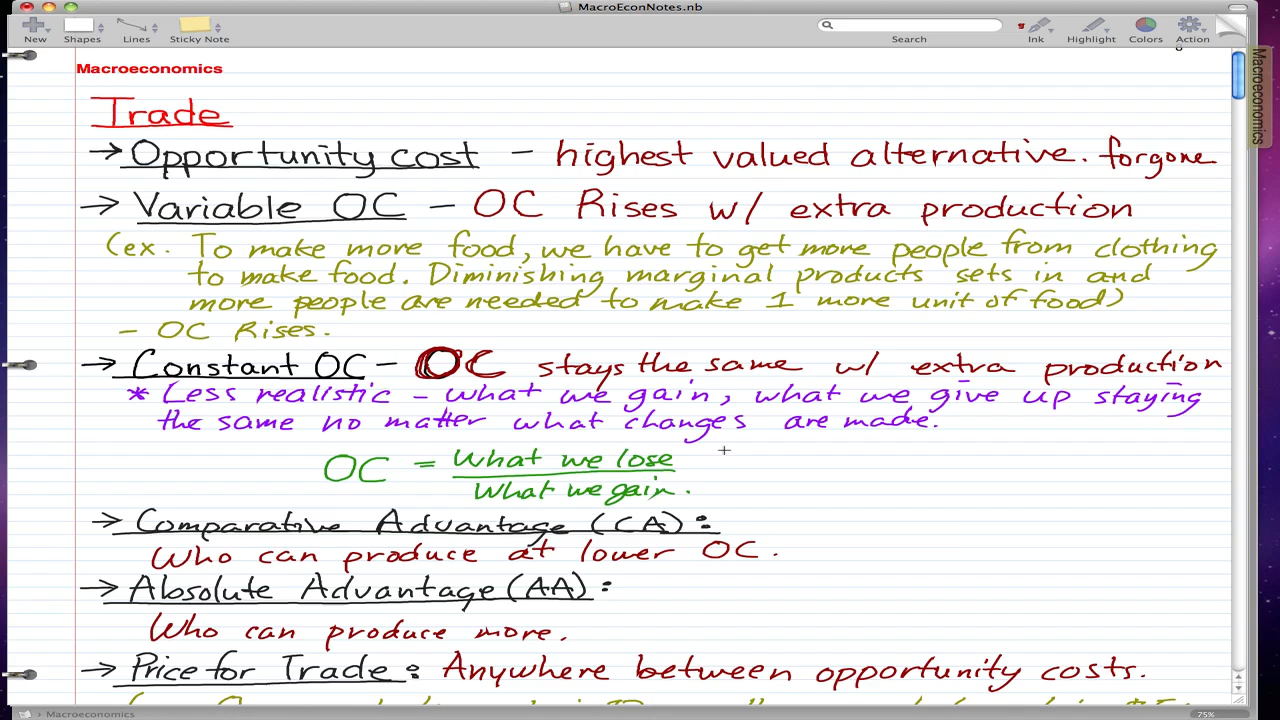 MacroEconNotes.nb
New Shapes Lines Sticky Note Search Ink Highlight Colors Action
Macroeconomics
Macroeconomics
Trade
→ Opportunity cost – highest valued alternative. forgone
→ Variable OC – OC Rises w/ extra production
(ex. To make more food, we have to get more people from clothing
to make food. Diminishing marginal products sets in and
more people are needed to make 1 more unit of food)
– OC Rises.
→ Constant OC – OC stays the same w/ extra production
* Less realistic – what we gain, what we give up staying
the same no matter what changes are made.
OC = What we lose
What we gain.
→ Comparative Advantage (CA):
Who can produce at lower OC.
→ Absolute Advantage (AA):
Who can produce more.
→ Price for Trade: Anywhere between opportunity costs.
Macroeconomics
75%